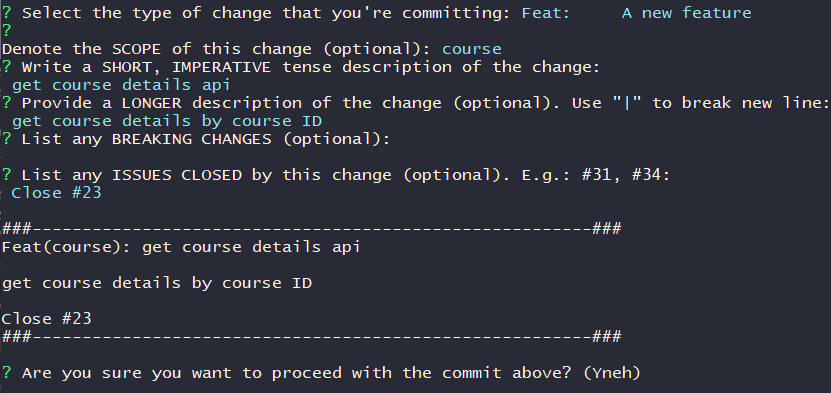 ? Select the type of change that you're committing: Feat:     A new feature
?
Denote the SCOPE of this change (optional): course
? Write a SHORT, IMPERATIVE tense description of the change:
get course details api
? Provide a LONGER description of the change (optional). Use "|" to break new line:
get course details by course ID
? List any BREAKING CHANGES (optional):
? List any ISSUES CLOSED by this change (optional). E.g.: #31, #34:
Close #23
###--------------------------------------------------------###
Feat(course): get course details api
get course details by course ID
Close #23
###--------------------------------------------------------###
? Are you sure you want to proceed with the commit above? (Yneh)